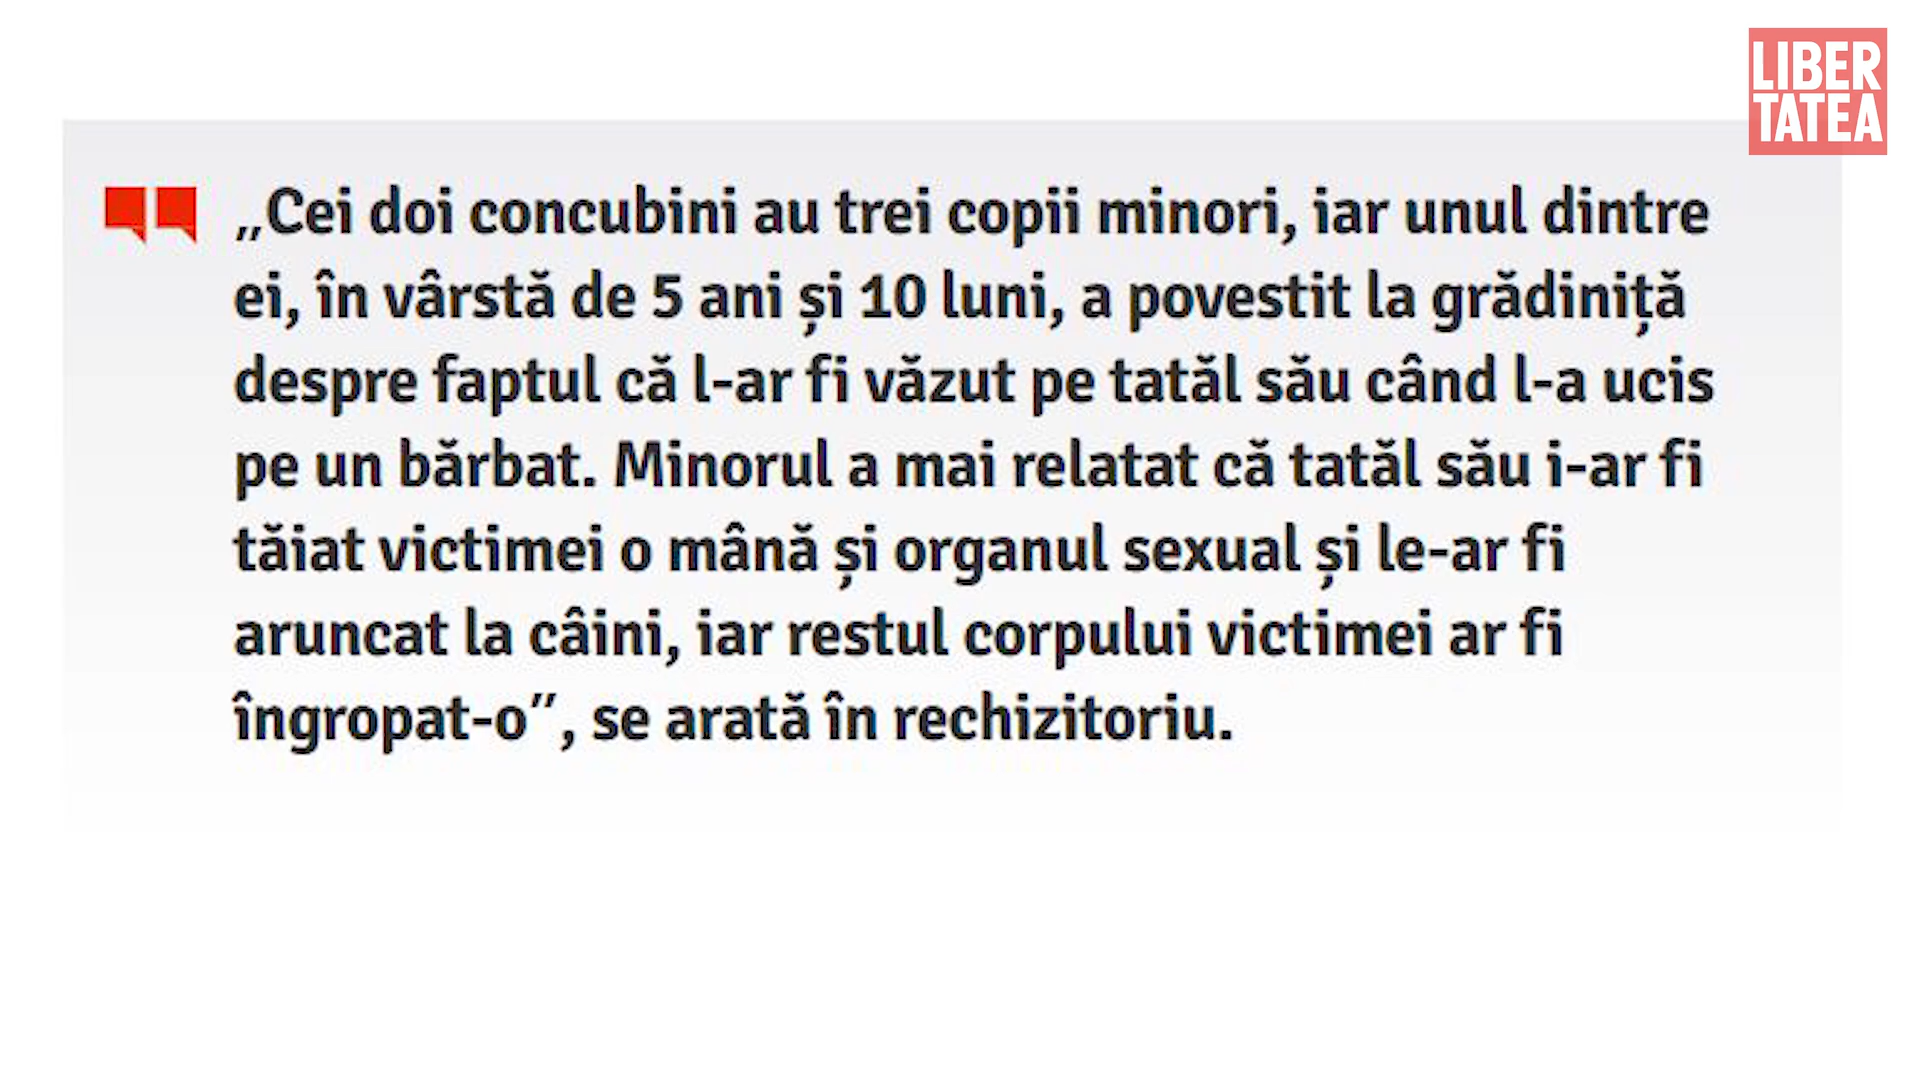 LIBER
TATEA
„Cei doi concubini au trei copii minori, iar unul dintre
ei, în vârstă de 5 ani și 10 luni, a povestit la grădiniță
despre faptul că l-ar fi văzut pe tatăl său când l-a ucis
pe un bărbat. Minorul a mai relatat că tatăl său i-ar fi
tăiat victimei o mână și organul sexual și le-ar fi
aruncat la câini, iar restul corpului victimei ar fi
îngropat-o”, se arată în rechizitoriu.